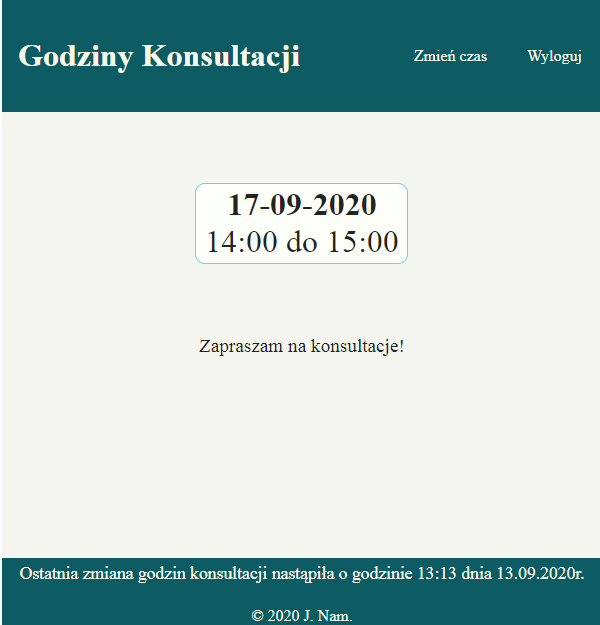 Godziny Konsultacji
Zmień czas
Wyloguj
17-09-2020
14:00 do 15:00
Zapraszam na konsultacje!
Ostatnia zmiana godzin konsultacji nastąpiła o godzinie 13:13 dnia 13.09.2020r.
© 2020 J. Nam.